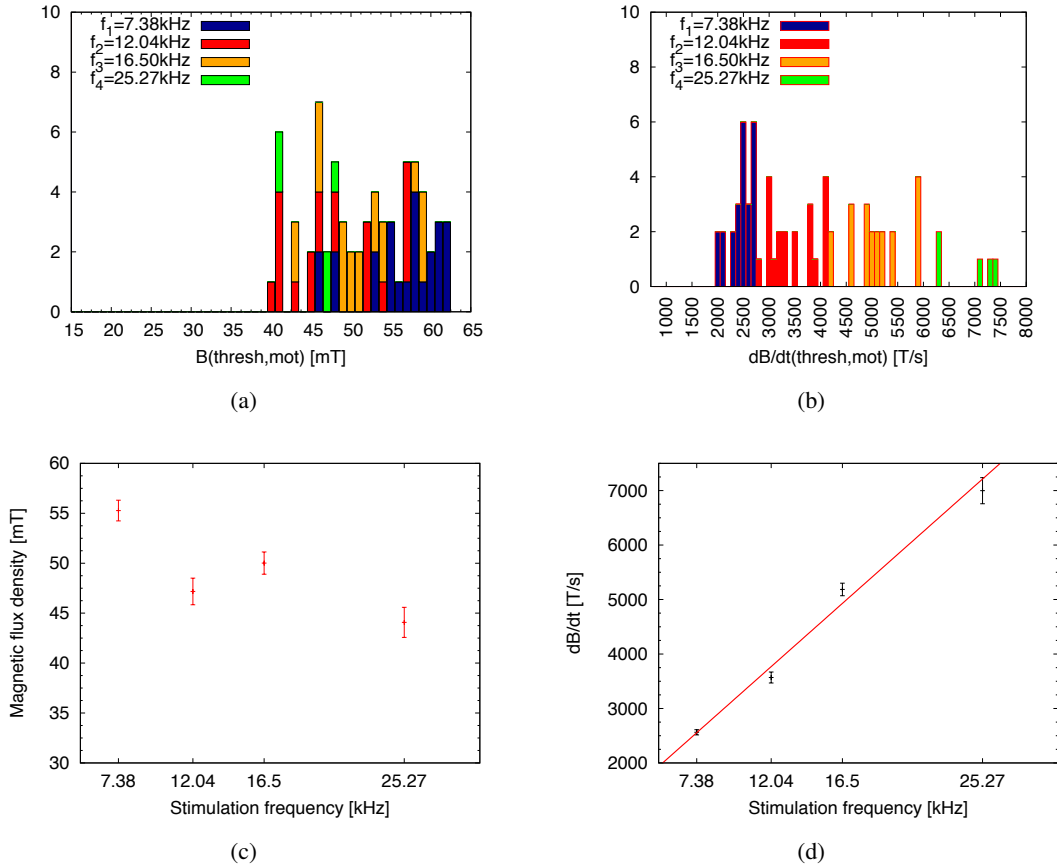 10
8
6
4
2
0
f1=7.38kHz
f2=12.04kHz
f3=16.50kHz
f4=25.27kHz
15 20 25 30 35 40 45 50 55 60 65
B(thresh,mot) [mT]
(a)
10
8
6
4
2
0
f1=7.38kHz
f2=12.04kHz
f3=16.50kHz
f4=25.27kHz
1000 1500 2000 2500 3000 3500 4000 4500 5000 5500 6000 6500 7000 7500 8000
dB/dt(thresh,mot) [T/s]
(b)
Magnetic flux density [mT]
60
55
50
45
40
35
30
7.38 12.04 16.5 25.27
Stimulation frequency [kHz]
(c)
dB/dt [T/s]
7000
6000
5000
4000
3000
2000
7.38 12.04 16.5 25.27
Stimulation frequency [kHz]
(d)